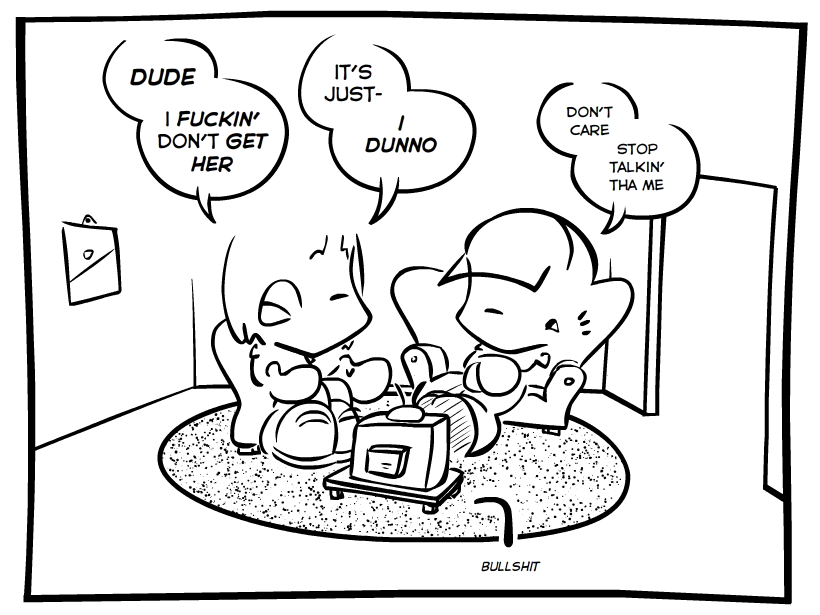 DUDE
I FUCKIN'
DON'T GET
HER
IT'S
JUST-
I
DUNNO
DON'T
CARE
STOP
TALKIN'
THA ME
BULLSHIT